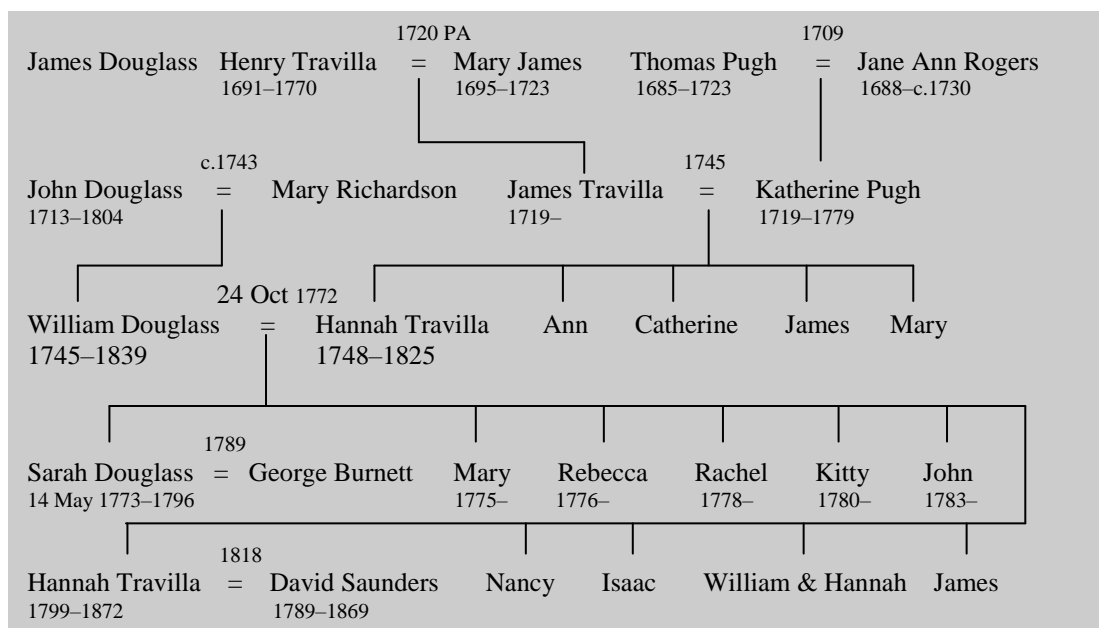 1720 PA 1709
James Douglass Henry Travilla = Mary James Thomas Pugh = Jane Ann Rogers
1691–1770 1695–1723 1685–1723 1688–c.1730
c.1743 1745
John Douglass = Mary Richardson James Travilla = Katherine Pugh
1713–1804 1719– 1719–1779
24 Oct 1772
William Douglass = Hannah Travilla Ann Catherine James Mary
1745–1839 1748–1825
1789
Sarah Douglass = George Burnett Mary Rebecca Rachel Kitty John
14 May 1773–1796 1775– 1776– 1778– 1780– 1783–
1818
Hannah Travilla = David Saunders Nancy Isaac William & Hannah James
1799–1872 1789–1869